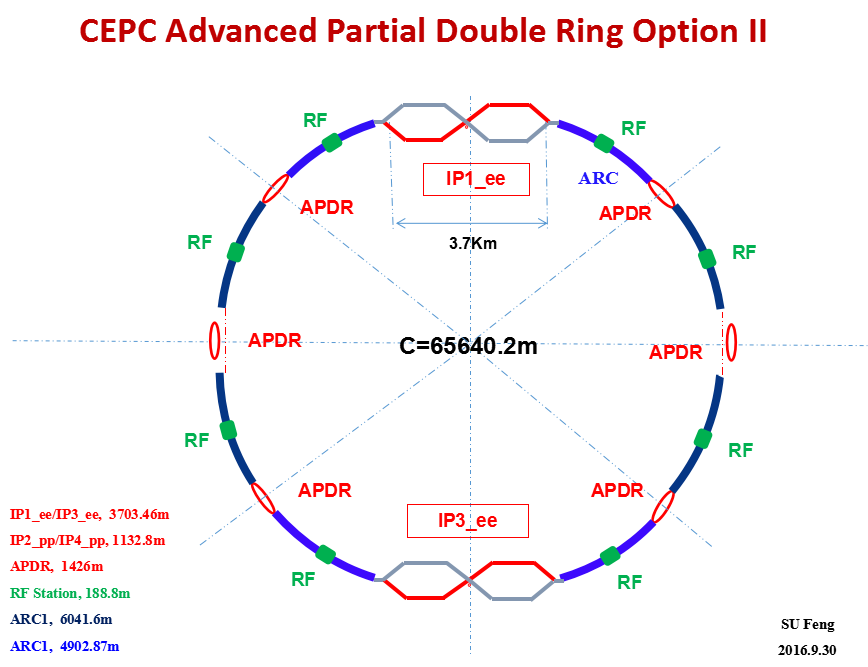 CEPC Advanced Partial Double Ring Option II
RF
RF
IP1_ee
ARC
APDR
APDR
RF
3.7Km
RF
APDR
C=65640.2m
APDR
RF
RF
APDR
APDR
IP3_ee
IP1_ee/IP3_ee, 3703.46m
IP2_pp/IP4_pp, 1132.8m
APDR, 1426m
RF
RF
RF Station, 188.8m
ARC1, 6041.6m
ARC1, 4902.87m
SU Feng
2016.9.30